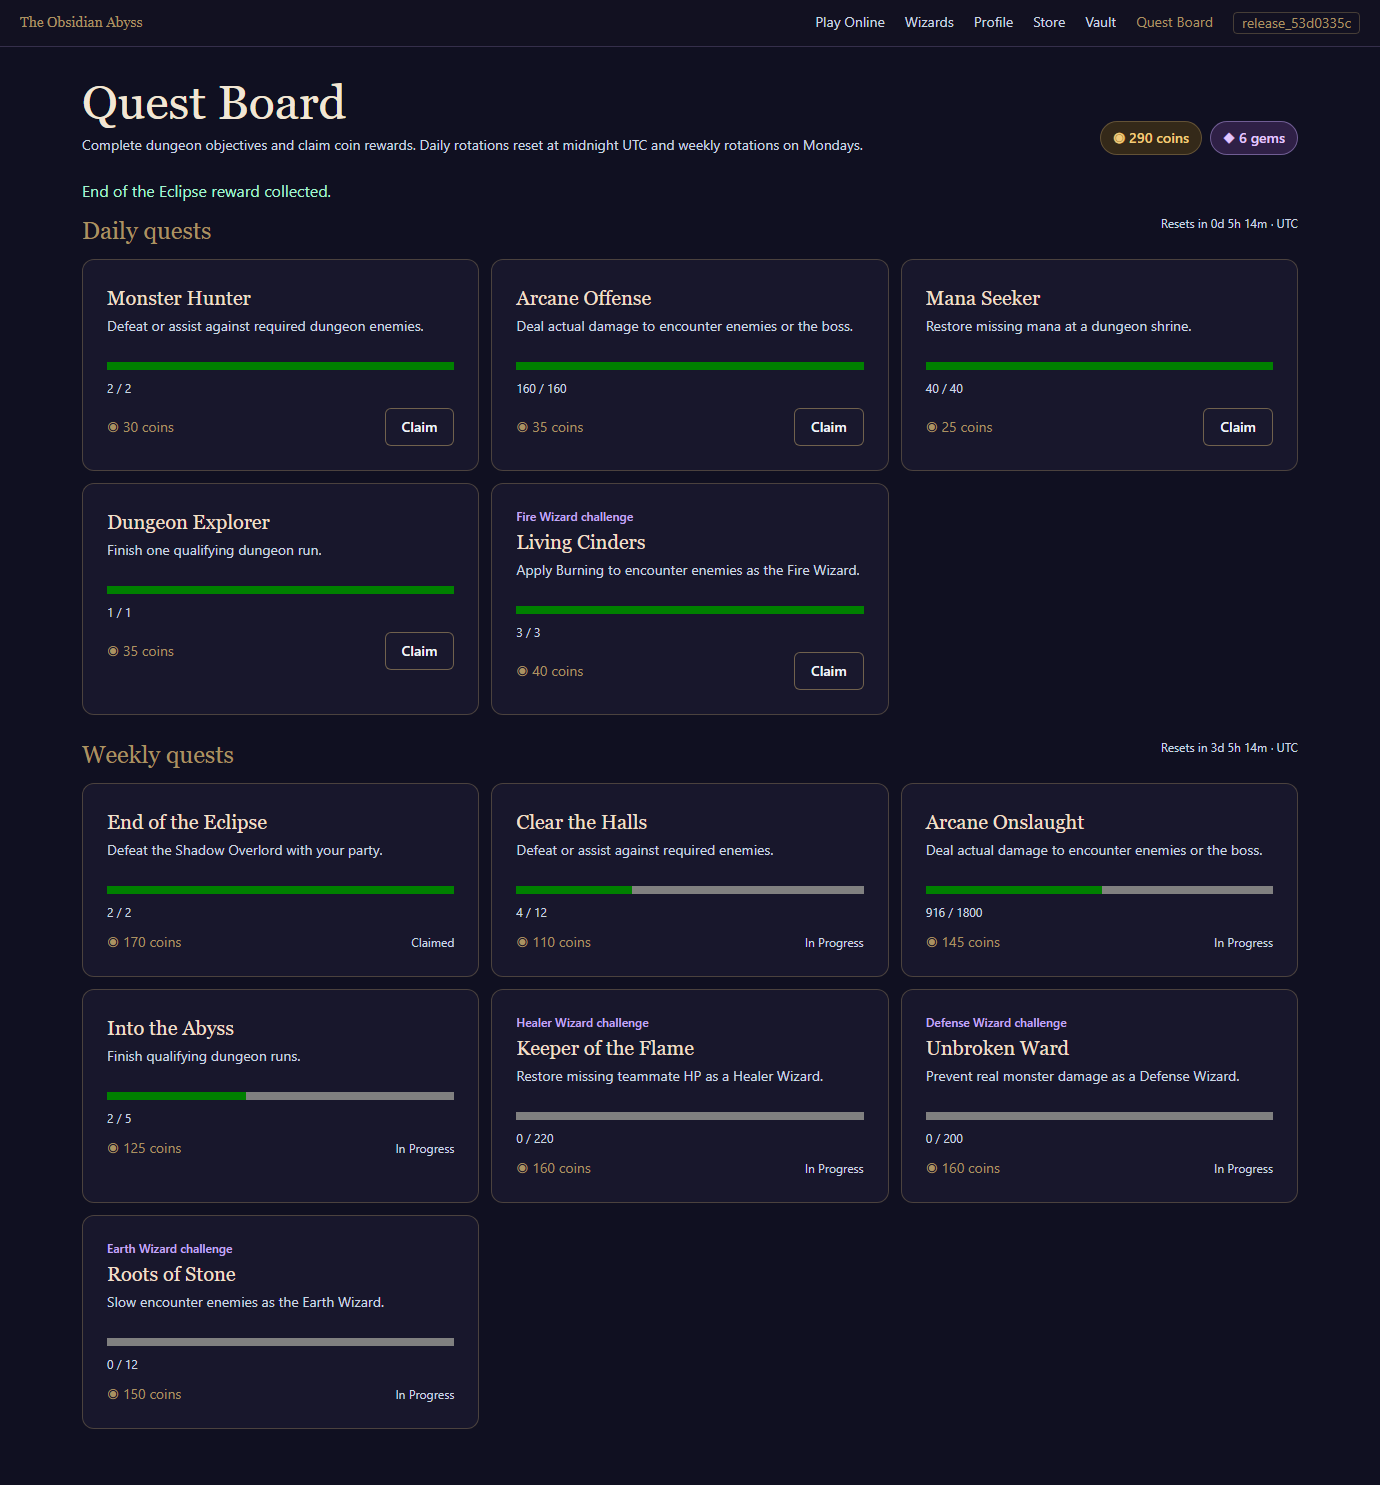 The Obsidian Abyss
Play Online
Wizards
Profile
Store
Vault
Quest Board
release_53d0335c
Quest Board
Complete dungeon objectives and claim coin rewards. Daily rotations reset at midnight UTC and weekly rotations on Mondays.
◉ 290 coins
◆ 6 gems
End of the Eclipse reward collected.
Daily quests
Resets in 0d 5h 14m · UTC
Monster Hunter
Defeat or assist against required dungeon enemies.
2 / 2
◉ 30 coins
Claim
Arcane Offense
Deal actual damage to encounter enemies or the boss.
160 / 160
◉ 35 coins
Claim
Mana Seeker
Restore missing mana at a dungeon shrine.
40 / 40
◉ 25 coins
Claim
Dungeon Explorer
Finish one qualifying dungeon run.
1 / 1
◉ 35 coins
Claim
Fire Wizard challenge
Living Cinders
Apply Burning to encounter enemies as the Fire Wizard.
3 / 3
◉ 40 coins
Claim
Weekly quests
Resets in 3d 5h 14m · UTC
End of the Eclipse
Defeat the Shadow Overlord with your party.
2 / 2
◉ 170 coins
Claimed
Clear the Halls
Defeat or assist against required enemies.
4 / 12
◉ 110 coins
In Progress
Arcane Onslaught
Deal actual damage to encounter enemies or the boss.
916 / 1800
◉ 145 coins
In Progress
Into the Abyss
Finish qualifying dungeon runs.
2 / 5
◉ 125 coins
In Progress
Healer Wizard challenge
Keeper of the Flame
Restore missing teammate HP as a Healer Wizard.
0 / 220
◉ 160 coins
In Progress
Defense Wizard challenge
Unbroken Ward
Prevent real monster damage as a Defense Wizard.
0 / 200
◉ 160 coins
In Progress
Earth Wizard challenge
Roots of Stone
Slow encounter enemies as the Earth Wizard.
0 / 12
◉ 150 coins
In Progress